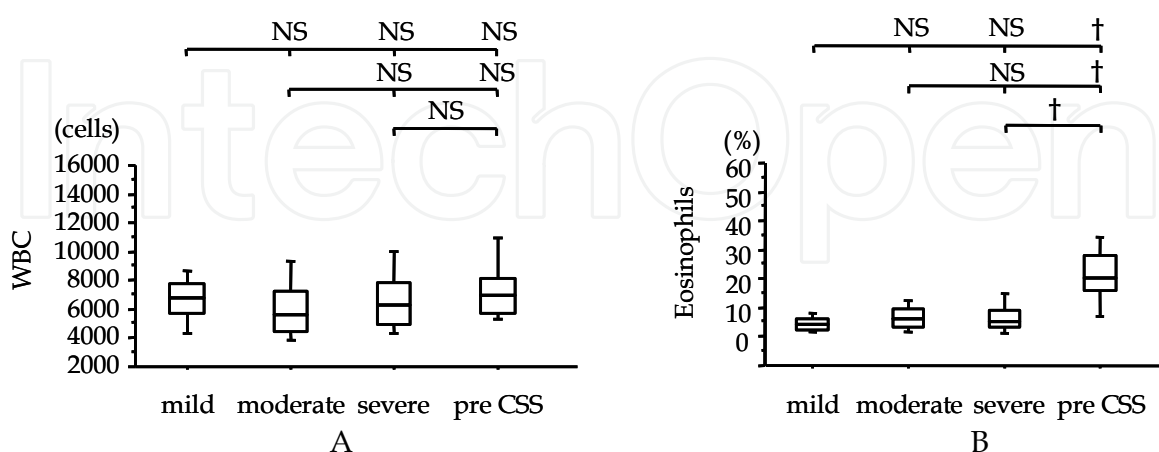 NS NS NS
NS NS
NS
(cells)
16000
14000
12000
10000
8000
6000
4000
2000
WBC
mild moderate severe pre CSS
A
NS NS †
NS †
†
(%)
60
50
40
30
20
10
0
Eosinophils
mild moderate severe pre CSS
B
IntechOpen